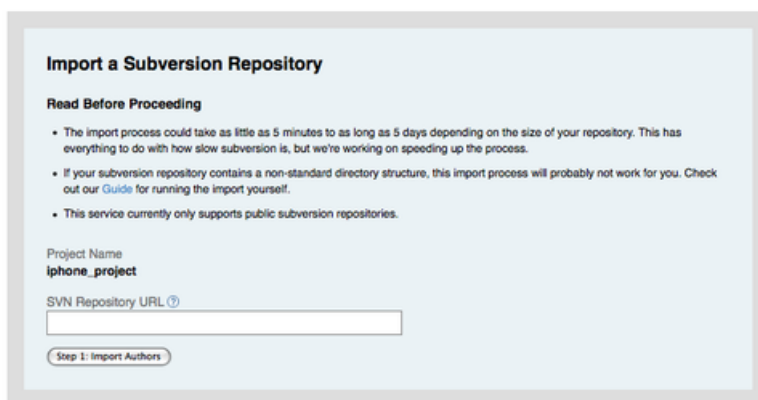 Import a Subversion Repository
Read Before Proceeding
• The import process could take as little as 5 minutes to as long as 5 days depending on the size of your repository. This has
everything to do with how slow subversion is, but we're working on speeding up the process.
• If your subversion repository contains a non-standard directory structure, this import process will probably not work for you. Check
out our Guide for running the import yourself.
• This service currently only supports public subversion repositories.
Project Name
iphone_project
SVN Repository URL ?
Step 1: Import Authors